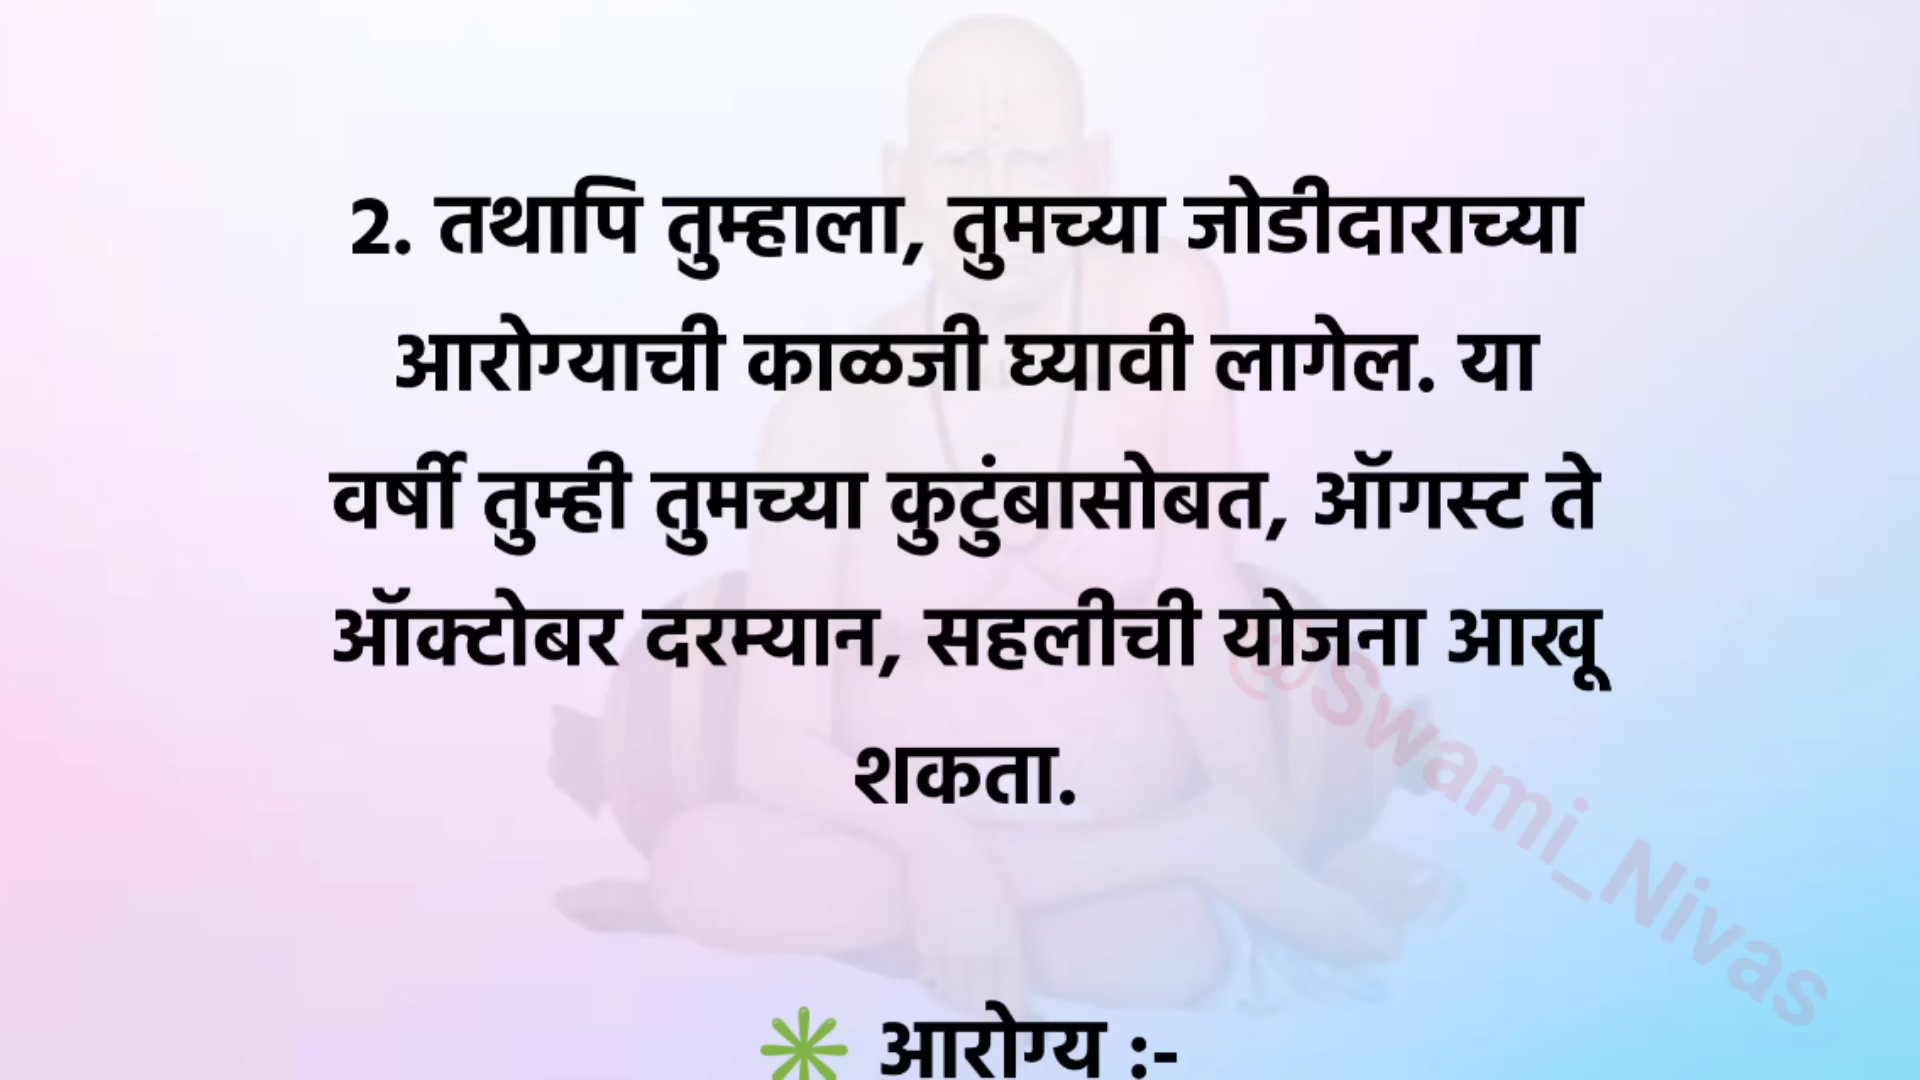 2. तथापि तुम्हाला, तुमच्या जोडीदाराच्या
आरोग्याची काळजी घ्यावी लागेल. या
वर्षी तुम्ही तुमच्या कुटुंबासोबत, ऑगस्ट ते
ऑक्टोबर दरम्यान, सहलीची योजना आखू
शकता.
@Swami_Nivas
✳ आरोग्य :-